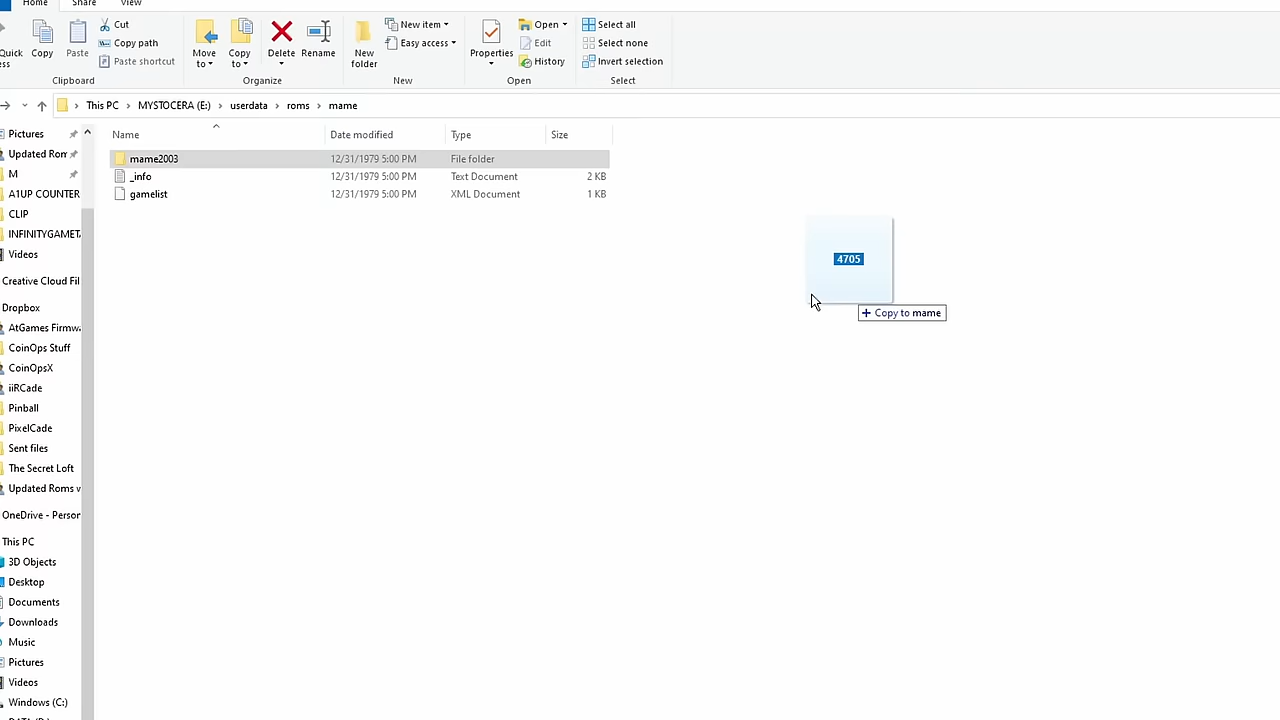 Home Share View
Cut
Copy path
Paste shortcut
Quick
ess
Copy
Paste
Move
to
Copy
to
Delete
Rename
New
folder
New item
Easy access
Properties
Open
Edit
History
Select all
Select none
Invert selection
Clipboard
Organize
New
Open
Select
This PC › MYSTOCERA (E:) › userdata › roms › mame
Name Date modified Type Size
mame2003 12/31/1979 5:00 PM File folder
_info 12/31/1979 5:00 PM Text Document 2 KB
gamelist 12/31/1979 5:00 PM XML Document 1 KB
4705
+ Copy to mame
Pictures
Updated Rom
M
A1UP COUNTER
CLIP
INFINITYGAMET
Videos
Creative Cloud Fil
Dropbox
AtGames Firmw
CoinOps Stuff
CoinOpsX
iiRCade
Pinball
PixelCade
Sent files
The Secret Loft
Updated Roms v
OneDrive - Person
This PC
3D Objects
Desktop
Documents
Downloads
Music
Pictures
Videos
Windows (C:)